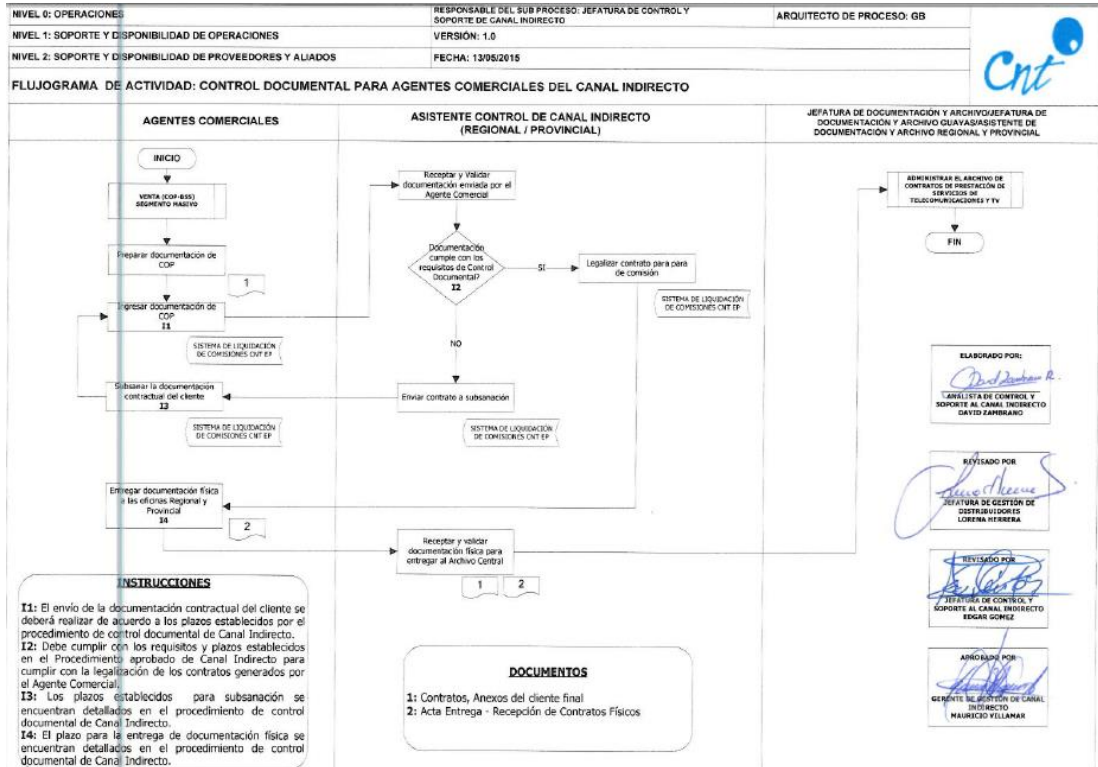 NIVEL 0: OPERACIONES
RESPONSABLE DEL SUB PROCESO: JEFATURA DE CONTROL Y
SOPORTE DE CANAL INDIRECTO
ARQUITECTO DE PROCESO: GB
NIVEL 1: SOPORTE Y DISPONIBILIDAD DE OPERACIONES
VERSIÓN: 1.0
NIVEL 2: SOPORTE Y DISPONIBILIDAD DE PROVEEDORES Y ALIADOS
FECHA: 13/05/2015
Cnt
FLUJOGRAMA DE ACTIVIDAD: CONTROL DOCUMENTAL PARA AGENTES COMERCIALES DEL CANAL INDIRECTO
AGENTES COMERCIALES
ASISTENTE CONTROL DE CANAL INDIRECTO
(REGIONAL / PROVINCIAL)
JEFATURA DE DOCUMENTACIÓN Y ARCHIVO/JEFATURA DE
DOCUMENTACIÓN Y ARCHIVO GUAYAS/ASISTENTE DE
DOCUMENTACIÓN Y ARCHIVO REGIONAL Y PROVINCIAL
INICIO
VENTA (COP-BSS)
SEGMENTO MASIVO
Preparar documentación de
COP
1
Ingresar documentación de
COP
I1
SISTEMA DE LIQUIDACIÓN
DE COMISIONES CNT EP
Subsanar la documentación
contractual del cliente
I3
SISTEMA DE LIQUIDACIÓN
DE COMISIONES CNT EP
Entregar documentación física
a las oficinas Regional y
Provincial
I4
2
Receptar y Validar
documentación enviada por el
Agente Comercial
Documentación
cumple con los
requisitos de Control
Documental?
I2
SI
Legalizar contrato para para
de comisión
SISTEMA DE LIQUIDACIÓN
DE COMISIONES CNT EP
NO
Enviar contrato a subsanación
SISTEMA DE LIQUIDACIÓN
DE COMISIONES CNT EP
Receptar y validar
documentación física para
entregar al Archivo Central
1 2
ADMINISTRAR EL ARCHIVO DE
CONTRATOS DE PRESTACIÓN DE
SERVICIOS DE
TELECOMUNICACIONES Y TV
FIN
ELABORADO POR:
David Zambrano R.
ANALISTA DE CONTROL Y
SOPORTE AL CANAL INDIRECTO
DAVID ZAMBRANO
REVISADO POR
JEFATURA DE GESTIÓN DE
DISTRIBUIDORES
LORENA HERRERA
REVISADO POR
JEFATURA DE CONTROL Y
SOPORTE AL CANAL INDIRECTO
EDGAR GOMEZ
APROBADO POR
GERENTE DE GESTIÓN DE CANAL
INDIRECTO
MAURICIO VILLAMAR
INSTRUCCIONES
I1: El envío de la documentación contractual del cliente se
deberá realizar de acuerdo a los plazos establecidos por el
procedimiento de control documental de Canal Indirecto.
I2: Debe cumplir con los requisitos y plazos establecidos
en el Procedimiento aprobado de Canal Indirecto para
cumplir con la legalización de los contratos generados por
el Agente Comercial.
I3: Los plazos establecidos para subsanación se
encuentran detallados en el procedimiento de control
documental de Canal Indirecto.
I4: El plazo para la entrega de documentación física se
encuentran detallados en el procedimiento de control
documental de Canal Indirecto.
DOCUMENTOS
1: Contratos, Anexos del cliente final
2: Acta Entrega - Recepción de Contratos Físicos